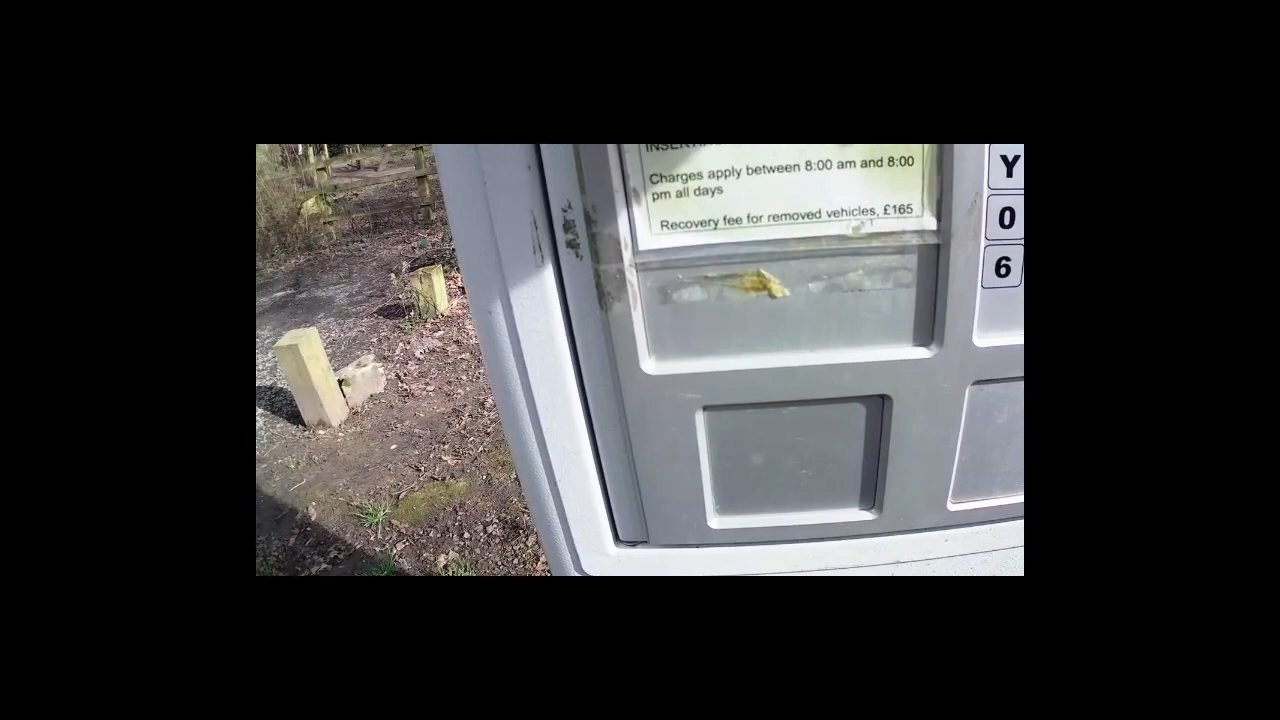 Charges apply between 8:00 am and 8:00
pm all days
Recovery fee for removed vehicles, £165
Y
0
6